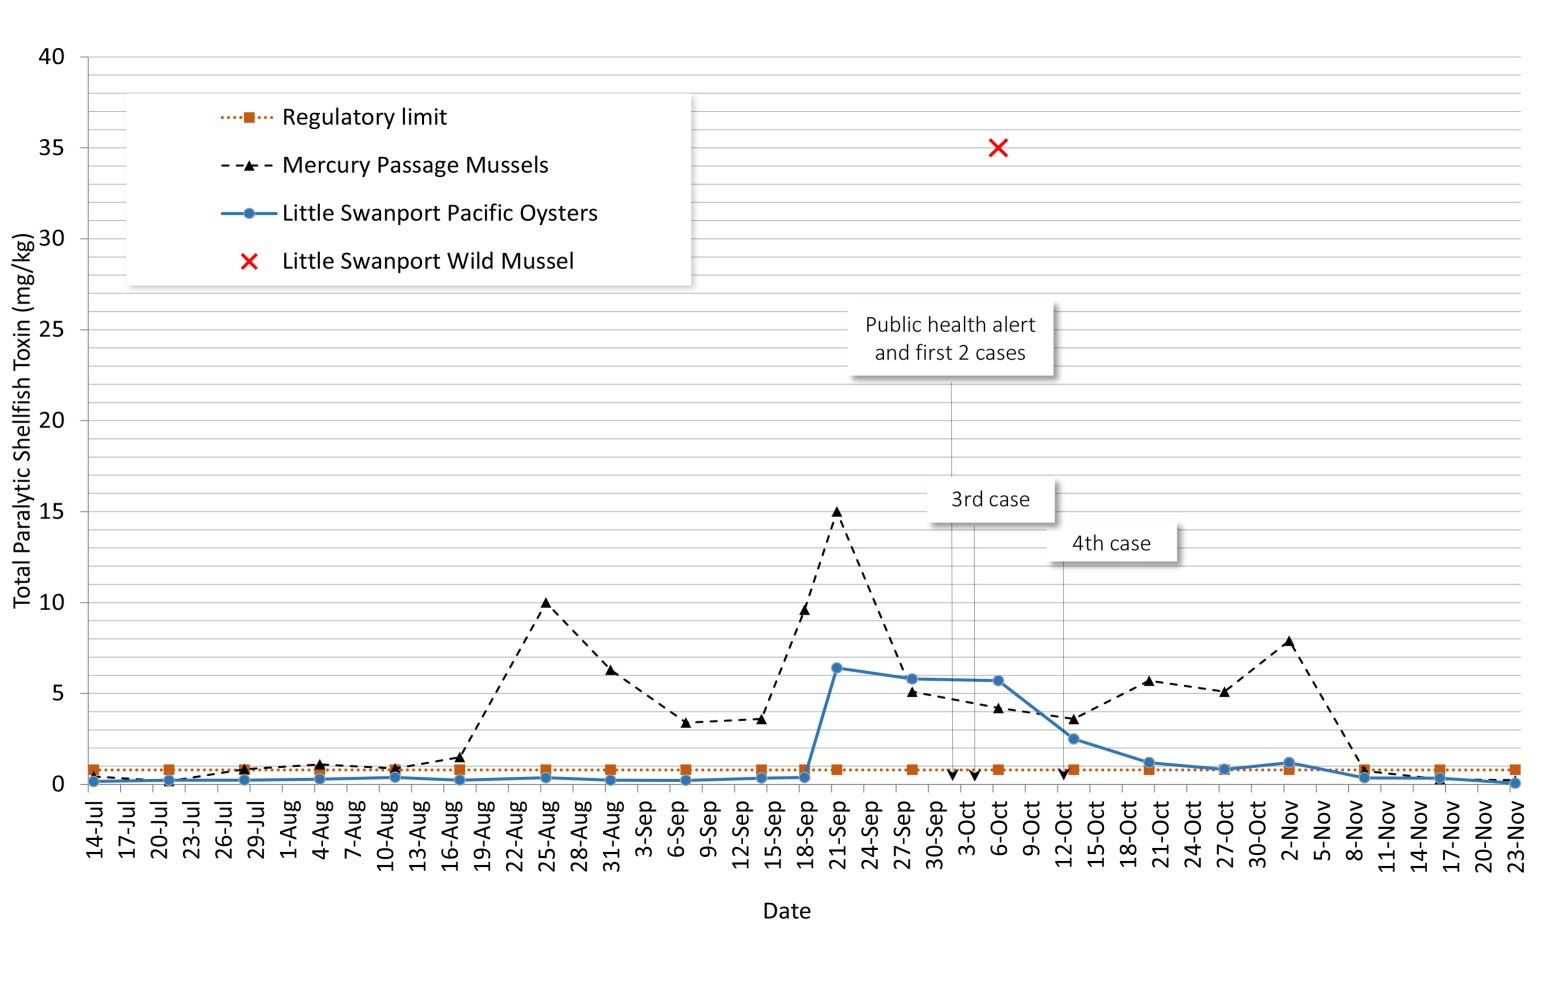 40
35
30
25
20
15
10
5
0
Total Paralytic Shellfish Toxin (mg/kg)
Regulatory limit
Mercury Passage Mussels
Little Swanport Pacific Oysters
Little Swanport Wild Mussel
Public health alert
and first 2 cases
3rd case
4th case
14-Jul
17-Jul
20-Jul
23-Jul
26-Jul
29-Jul
1-Aug
4-Aug
7-Aug
10-Aug
13-Aug
16-Aug
19-Aug
22-Aug
25-Aug
28-Aug
31-Aug
3-Sep
6-Sep
9-Sep
12-Sep
15-Sep
18-Sep
21-Sep
24-Sep
27-Sep
30-Sep
3-Oct
6-Oct
9-Oct
12-Oct
15-Oct
18-Oct
21-Oct
24-Oct
27-Oct
30-Oct
2-Nov
5-Nov
8-Nov
11-Nov
14-Nov
17-Nov
20-Nov
23-Nov
Date